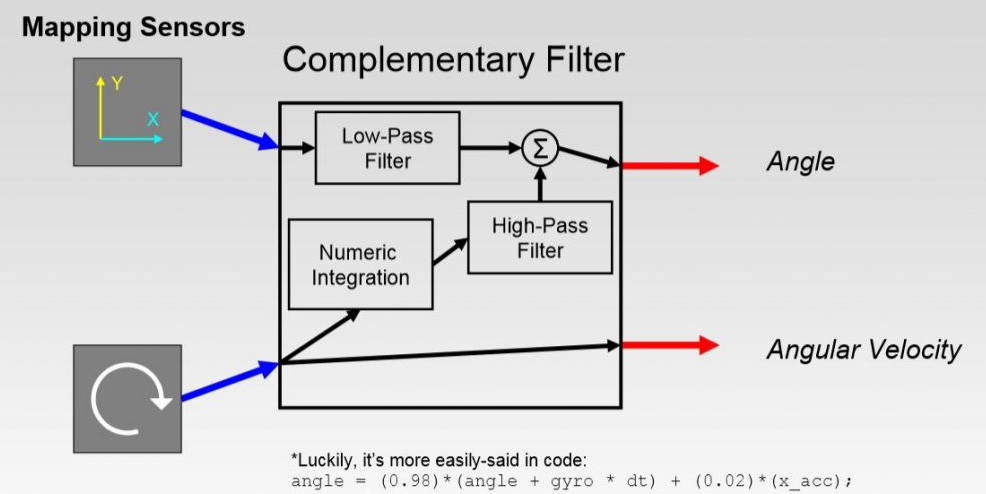 Mapping Sensors
Complementary Filter
Y
X
Low-Pass
Filter
Σ
Angle
High-Pass
Filter
Numeric
Integration
Angular Velocity
*Luckily, it's more easily-said in code:
angle = (0.98)*(angle + gyro * dt) + (0.02)*(x_acc);